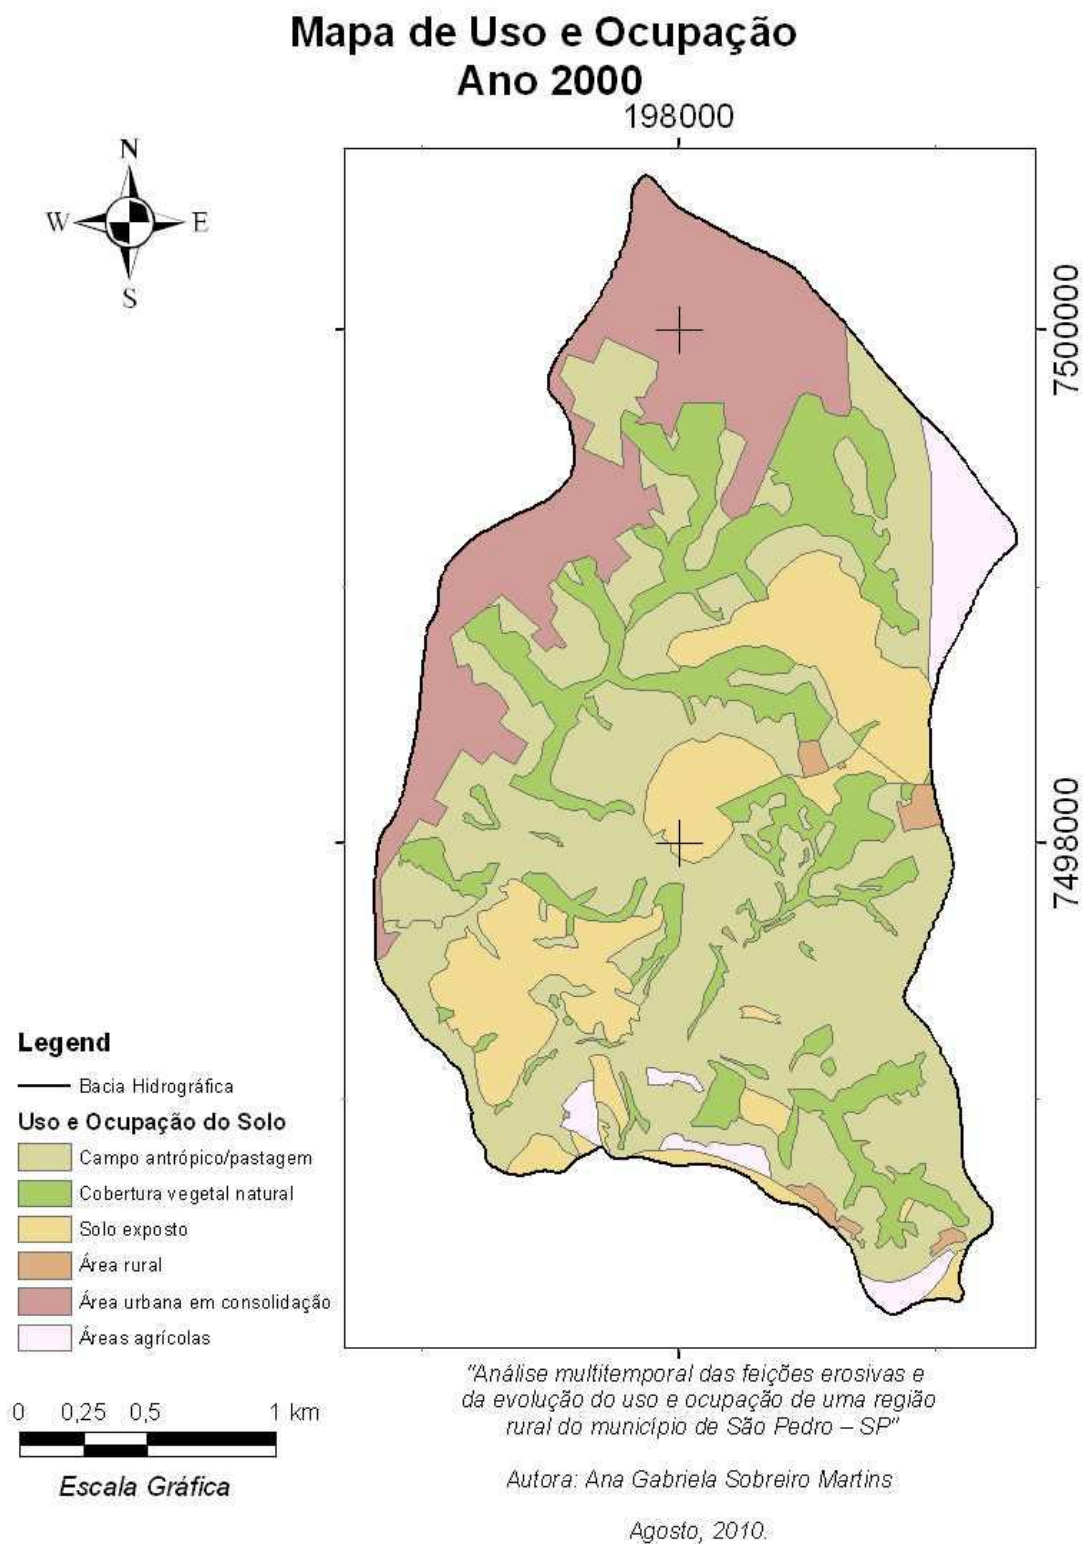 Mapa de Uso e Ocupação
Ano 2000
198000
N
W
E
S
7500000
7498000
Legend
Bacia Hidrográfica
Uso e Ocupação do Solo
Campo antrópico/pastagem
Cobertura vegetal natural
Solo exposto
Área rural
Área urbana em consolidação
Áreas agrícolas
0 0,25 0,5 1 km
Escala Gráfica
"Análise multitemporal das feições erosivas e
da evolução do uso e ocupação de uma região
rural do município de São Pedro – SP"
Autora: Ana Gabriela Sobreiro Martins
Agosto, 2010.